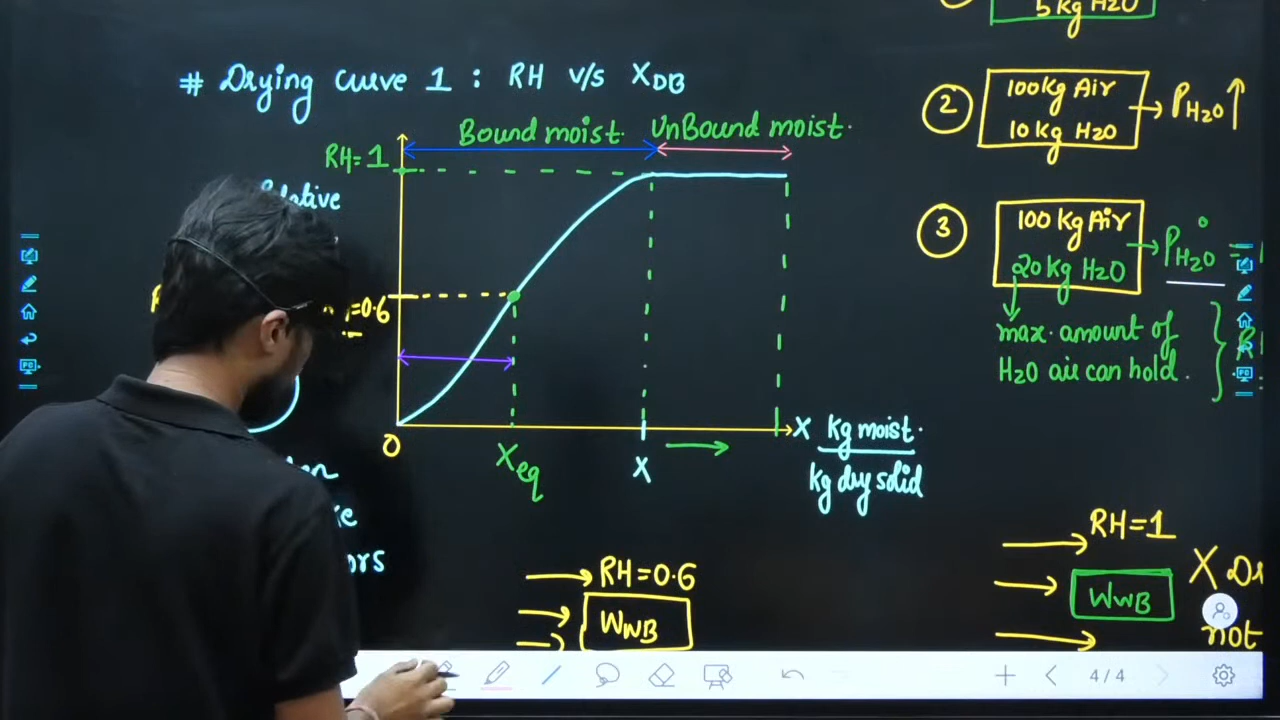 5 kg H2O
# Drying curve 1 : RH v/s XDB
Bound moist. UnBound moist.
RH=1
=0.6
0
Xeq
X
X kg moist.
kg dry solid
RH=0.6
WWB
2
100kg Air
10 kg H2O
PH2O ↑
3
100 kg Air
20 kg H2O
P°H2O =
max. amount of
H2O air can hold.
RH=1
WWB
X
not
4/4